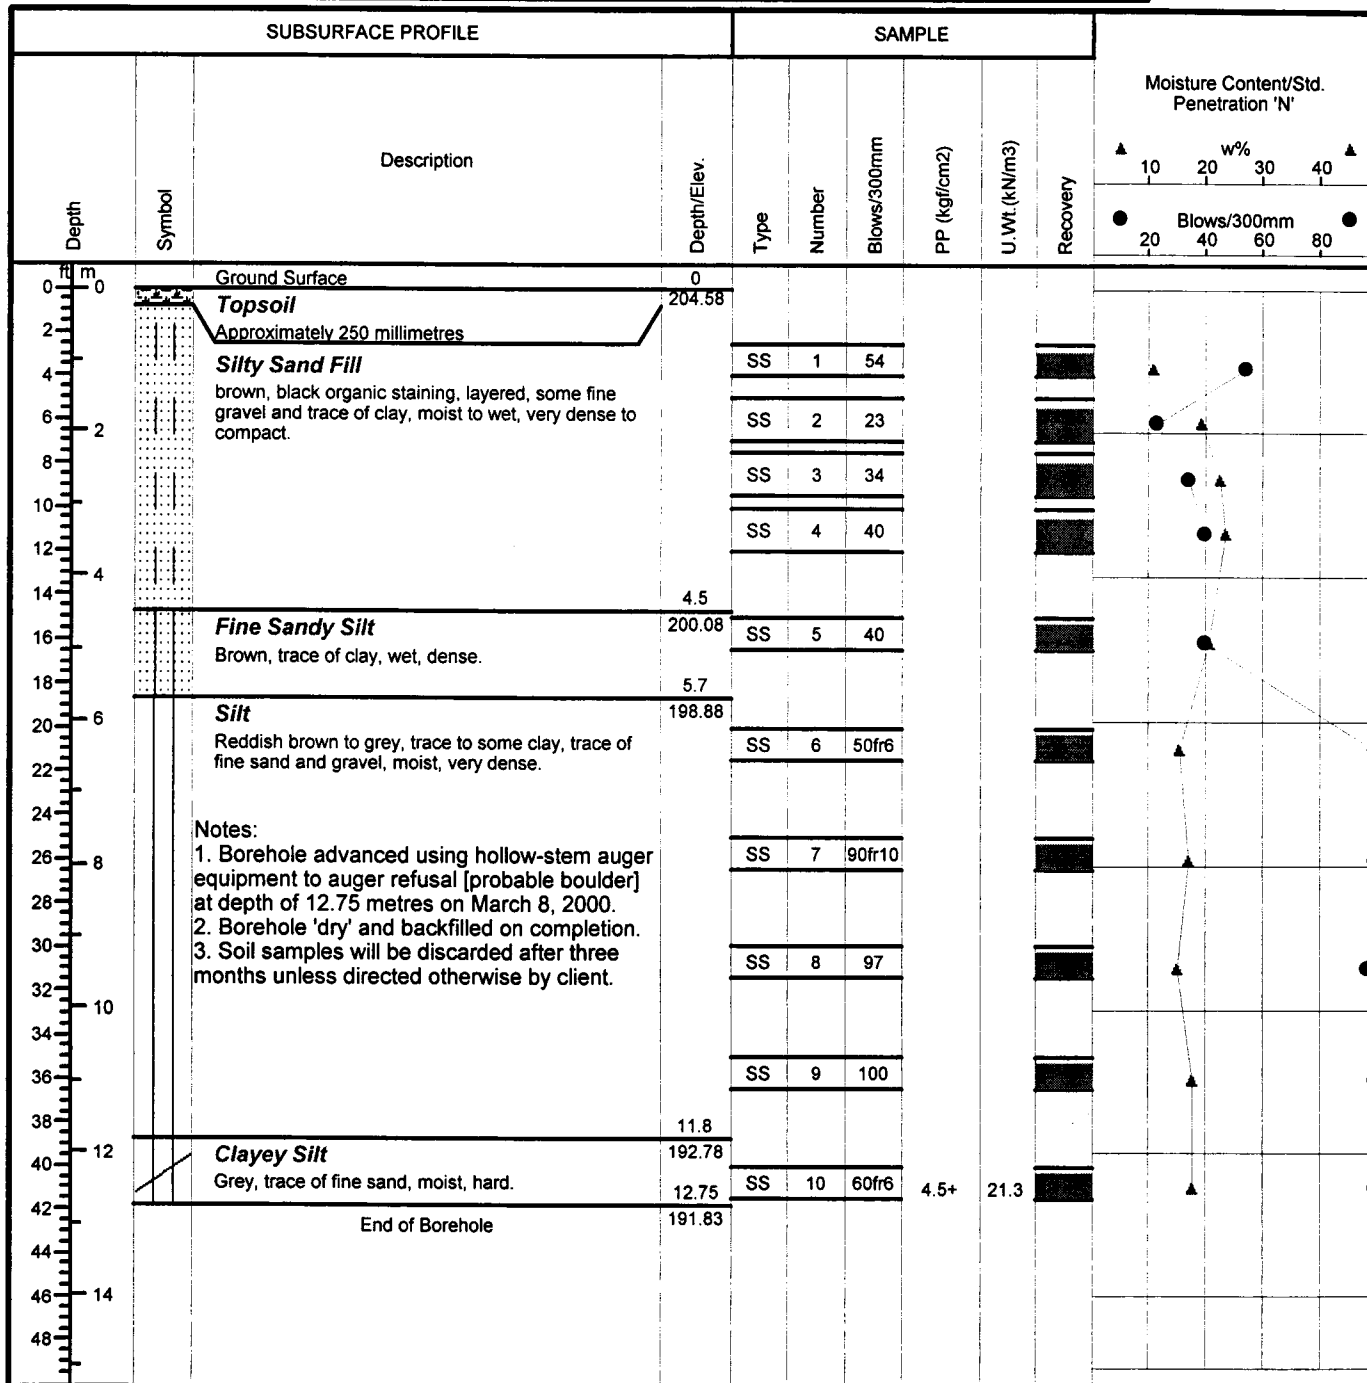 SUBSURFACE PROFILE
SAMPLE
Depth
Symbol
Description
Depth/Elev.
Type
Number
Blows/300mm
PP (kgf/cm2)
U.Wt.(kN/m3)
Recovery
Moisture Content/Std.
Penetration 'N'
w%
10 20 30 40
Blows/300mm
20 40 60 80
ft m
0 0
2
4
6
2
8
10
12
4
14
16
18
6
20
22
24
26 8
28
30
32
10
34
36
38
12
40
42
44
46 14
48
Ground Surface 0
204.58
Topsoil
Approximately 250 millimetres
Silty Sand Fill
brown, black organic staining, layered, some fine
gravel and trace of clay, moist to wet, very dense to
compact.
4.5
200.08
Fine Sandy Silt
Brown, trace of clay, wet, dense.
5.7
198.88
Silt
Reddish brown to grey, trace to some clay, trace of
fine sand and gravel, moist, very dense.
Notes:
1. Borehole advanced using hollow-stem auger
equipment to auger refusal [probable boulder]
at depth of 12.75 metres on March 8, 2000.
2. Borehole 'dry' and backfilled on completion.
3. Soil samples will be discarded after three
months unless directed otherwise by client.
11.8
192.78
Clayey Silt
Grey, trace of fine sand, moist, hard.
12.75
191.83
End of Borehole
SS 1 54
SS 2 23
SS 3 34
SS 4 40
SS 5 40
SS 6 50fr6
SS 7 90fr10
SS 8 97
SS 9 100
SS 10 60fr6 4.5+ 21.3